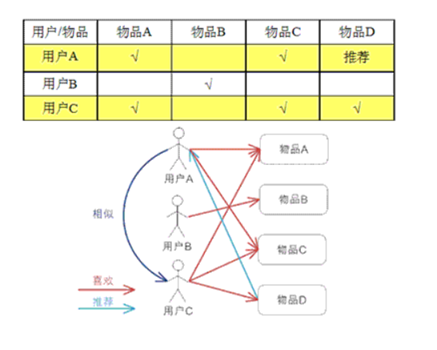 用户/物品 物品A 物品B 物品C 物品D
用户A √ √ 推荐
用户B √
用户C √ √ √
物品A
用户A
物品B
相似
用户B
物品C
喜欢
推荐
用户C
物品D